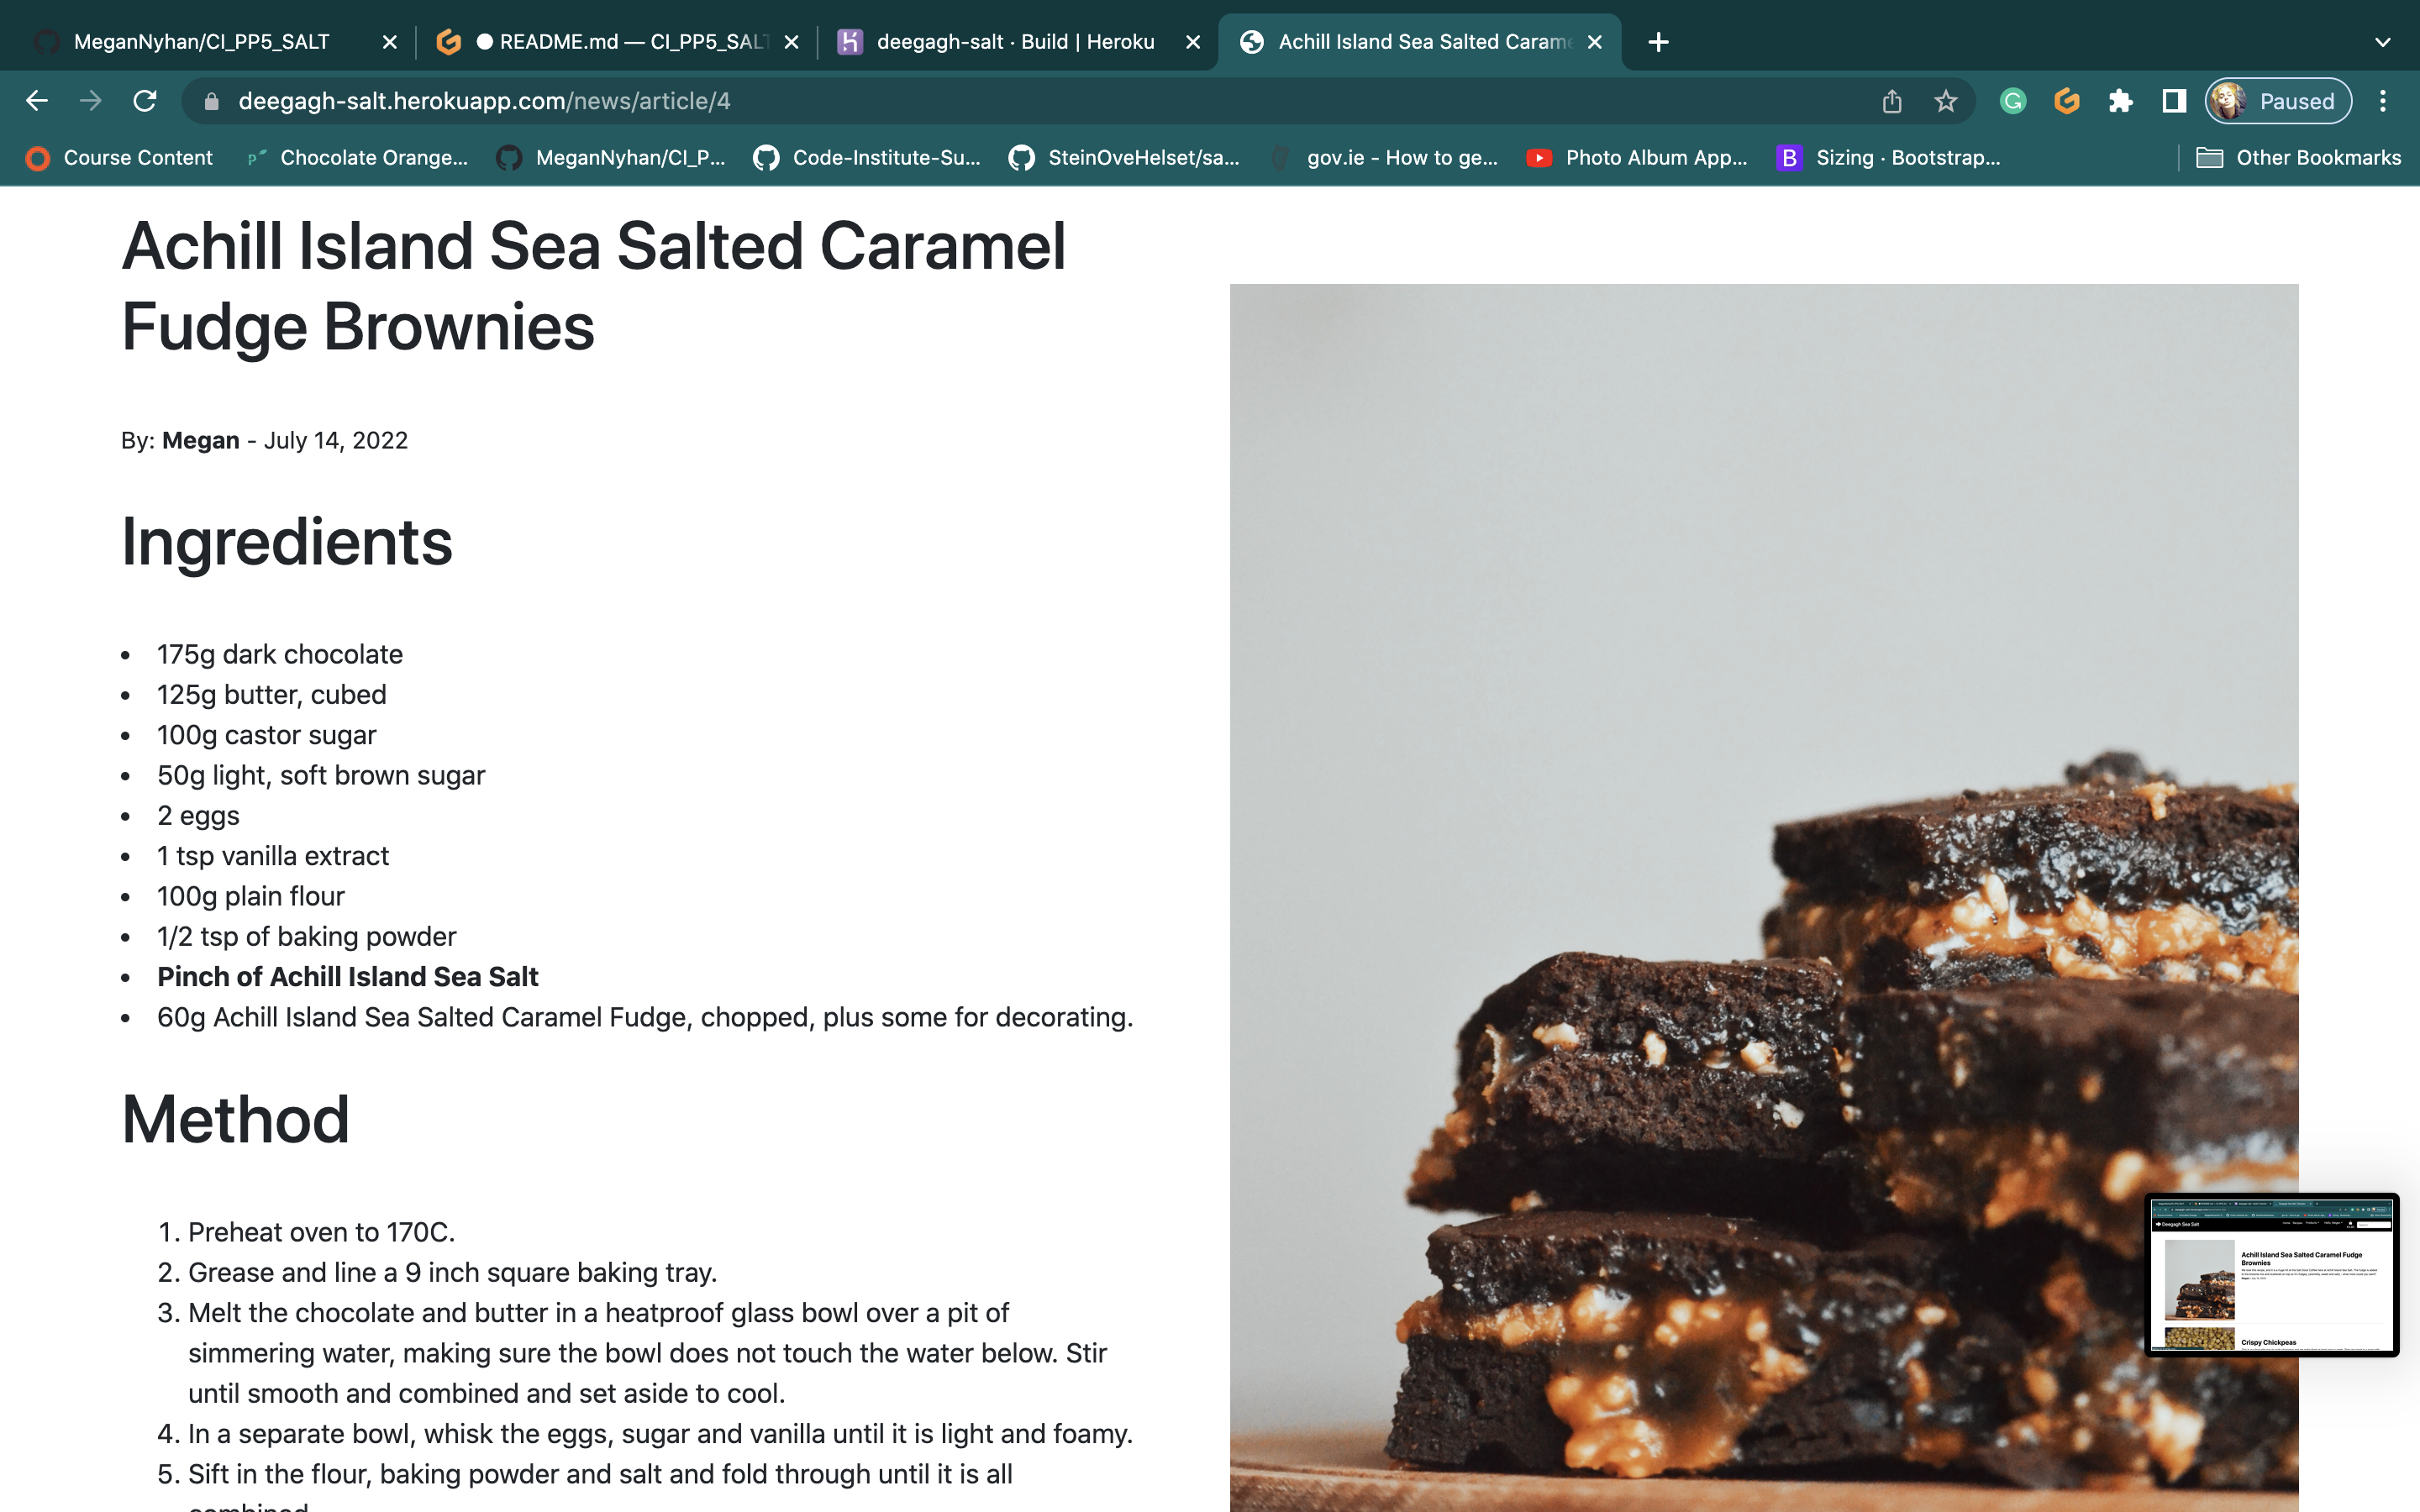 MeganNyhan/CI_PP5_SALT
README.md — CI_PP5_SALT
deegagh-salt · Build | Heroku
Achill Island Sea Salted Carame
deegagh-salt.herokuapp.com/news/article/4
Paused
Course Content
Chocolate Orange...
MeganNyhan/CI_P...
Code-Institute-Su...
SteinOveHelset/sa...
gov.ie - How to ge...
Photo Album App...
B
Sizing · Bootstrap...
Other Bookmarks
Achill Island Sea Salted Caramel
Fudge Brownies
By: Megan - July 14, 2022
Ingredients
• 175g dark chocolate
• 125g butter, cubed
• 100g castor sugar
• 50g light, soft brown sugar
• 2 eggs
• 1 tsp vanilla extract
• 100g plain flour
• 1/2 tsp of baking powder
• Pinch of Achill Island Sea Salt
• 60g Achill Island Sea Salted Caramel Fudge, chopped, plus some for decorating.
Method
1. Preheat oven to 170C.
2. Grease and line a 9 inch square baking tray.
3. Melt the chocolate and butter in a heatproof glass bowl over a pit of
simmering water, making sure the bowl does not touch the water below. Stir
until smooth and combined and set aside to cool.
4. In a separate bowl, whisk the eggs, sugar and vanilla until it is light and foamy.
5. Sift in the flour, baking powder and salt and fold through until it is all
combined
Deegagh Sea Salt
Achill Island Sea Salted Caramel Fudge
Brownies
Crispy Chickpeas